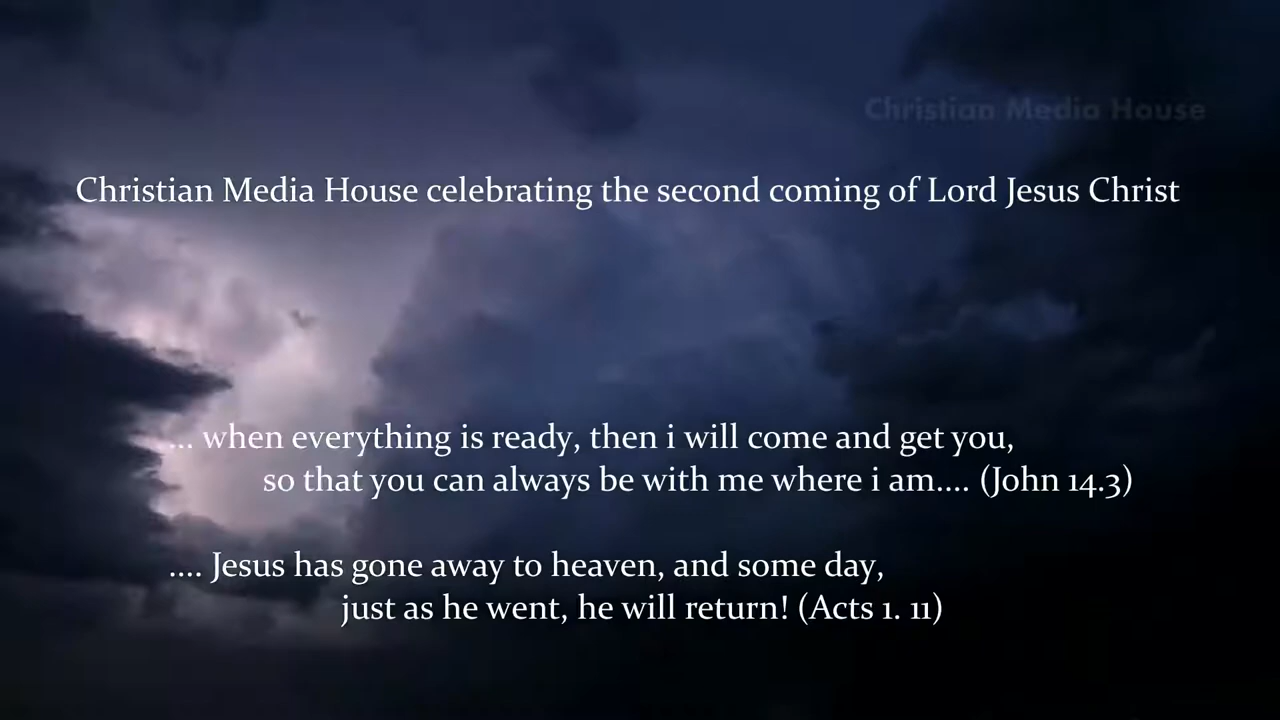 Christian Media House
Christian Media House celebrating the second coming of Lord Jesus Christ
... when everything is ready, then i will come and get you,
so that you can always be with me where i am.... (John 14.3)
.... Jesus has gone away to heaven, and some day,
just as he went, he will return! (Acts 1. 11)